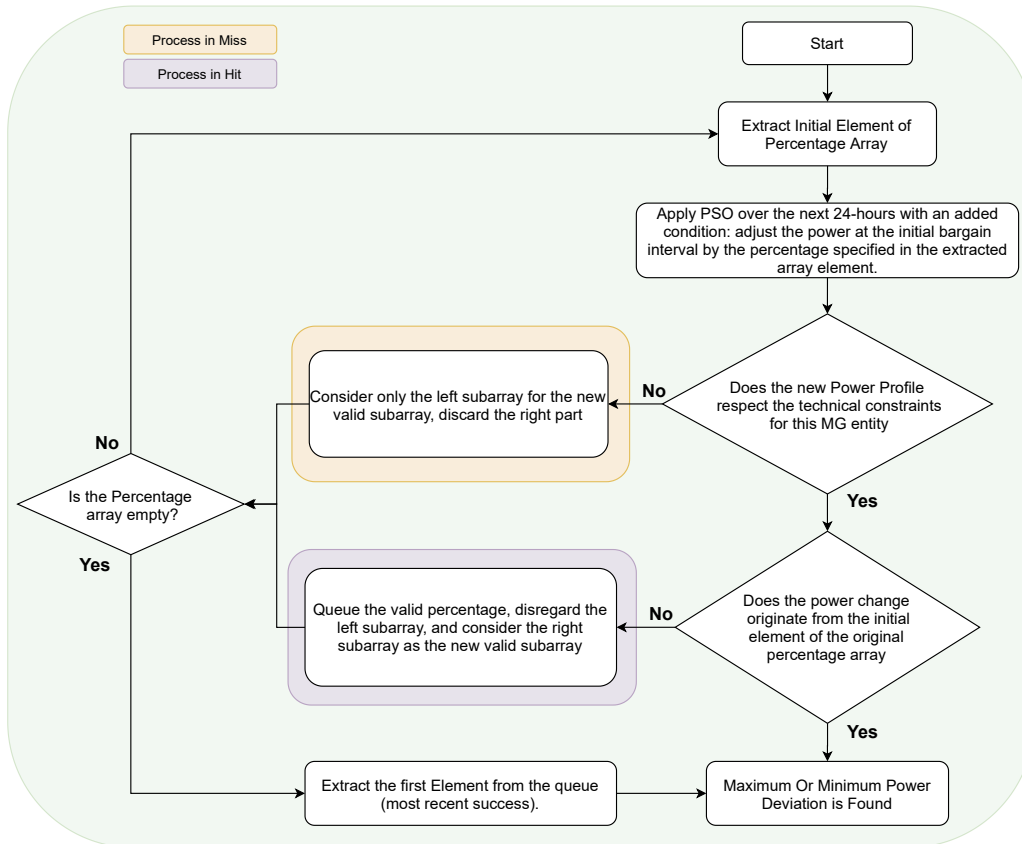 Process in Miss
Process in Hit
Start
Extract Initial Element of
Percentage Array
Apply PSO over the next 24-hours with an added
condition: adjust the power at the initial bargain
interval by the percentage specified in the extracted
array element.
Does the new Power Profile
respect the technical constraints
for this MG entity
No
Consider only the left subarray for the new
valid subarray, discard the right part
Yes
Does the power change
originate from the initial
element of the original
percentage array
No
Queue the valid percentage, disregard the
left subarray, and consider the right
subarray as the new valid subarray
Yes
No
Is the Percentage
array empty?
Yes
Extract the first Element from the queue
(most recent success).
Maximum Or Minimum Power
Deviation is Found